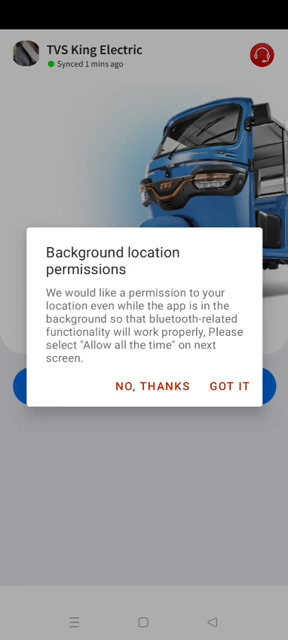 TVS King Electric
Synced 1 mins ago
TVS
Background location
permissions
We would like a permission to your
location even while the app is in the
background so that bluetooth-related
functionality will work properly, Please
select "Allow all the time" on next
screen.
NO, THANKS GOT IT